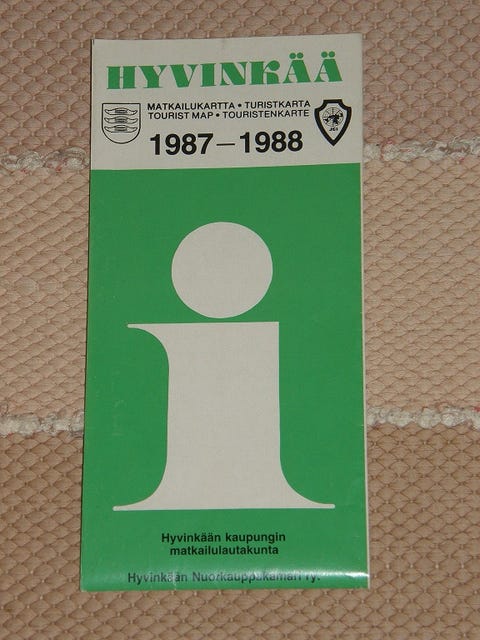 HYVINKÄÄ
MATKAILUKARTTA • TURISTKARTA
TOURIST MAP • TOURISTENKARTE
1987–1988
JCI
i
Hyvinkään kaupungin
matkailulautakunta
Hyvinkään Nuorkauppakamari ry.